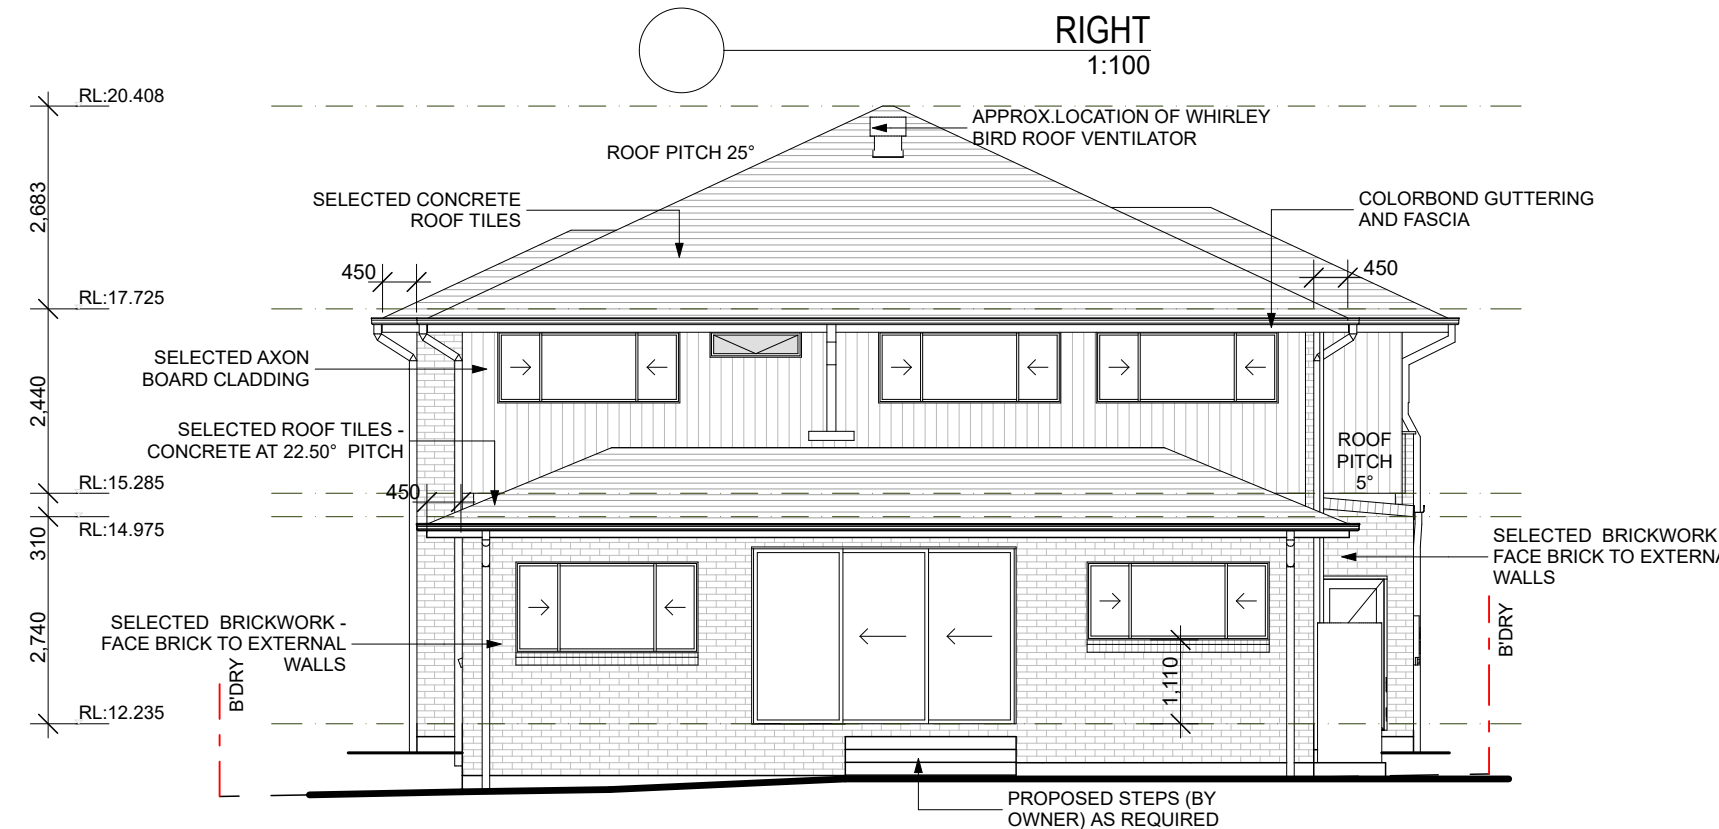 RIGHT
1:100
RL:20.408
APPROX.LOCATION OF WHIRLEY
BIRD ROOF VENTILATOR
ROOF PITCH 25°
2,683
SELECTED CONCRETE
ROOF TILES
COLORBOND GUTTERING
AND FASCIA
450
450
RL:17.725
SELECTED AXON
BOARD CLADDING
2,440
SELECTED ROOF TILES -
CONCRETE AT 22.50° PITCH
ROOF
PITCH
5°
RL:15.285
450
310
RL:14.975
SELECTED BRICKWORK
FACE BRICK TO EXTERNA
WALLS
2,740
SELECTED BRICKWORK -
FACE BRICK TO EXTERNAL
WALLS
B'DRY
B'DRY
1,110
RL:12.235
PROPOSED STEPS (BY
OWNER) AS REQUIRED